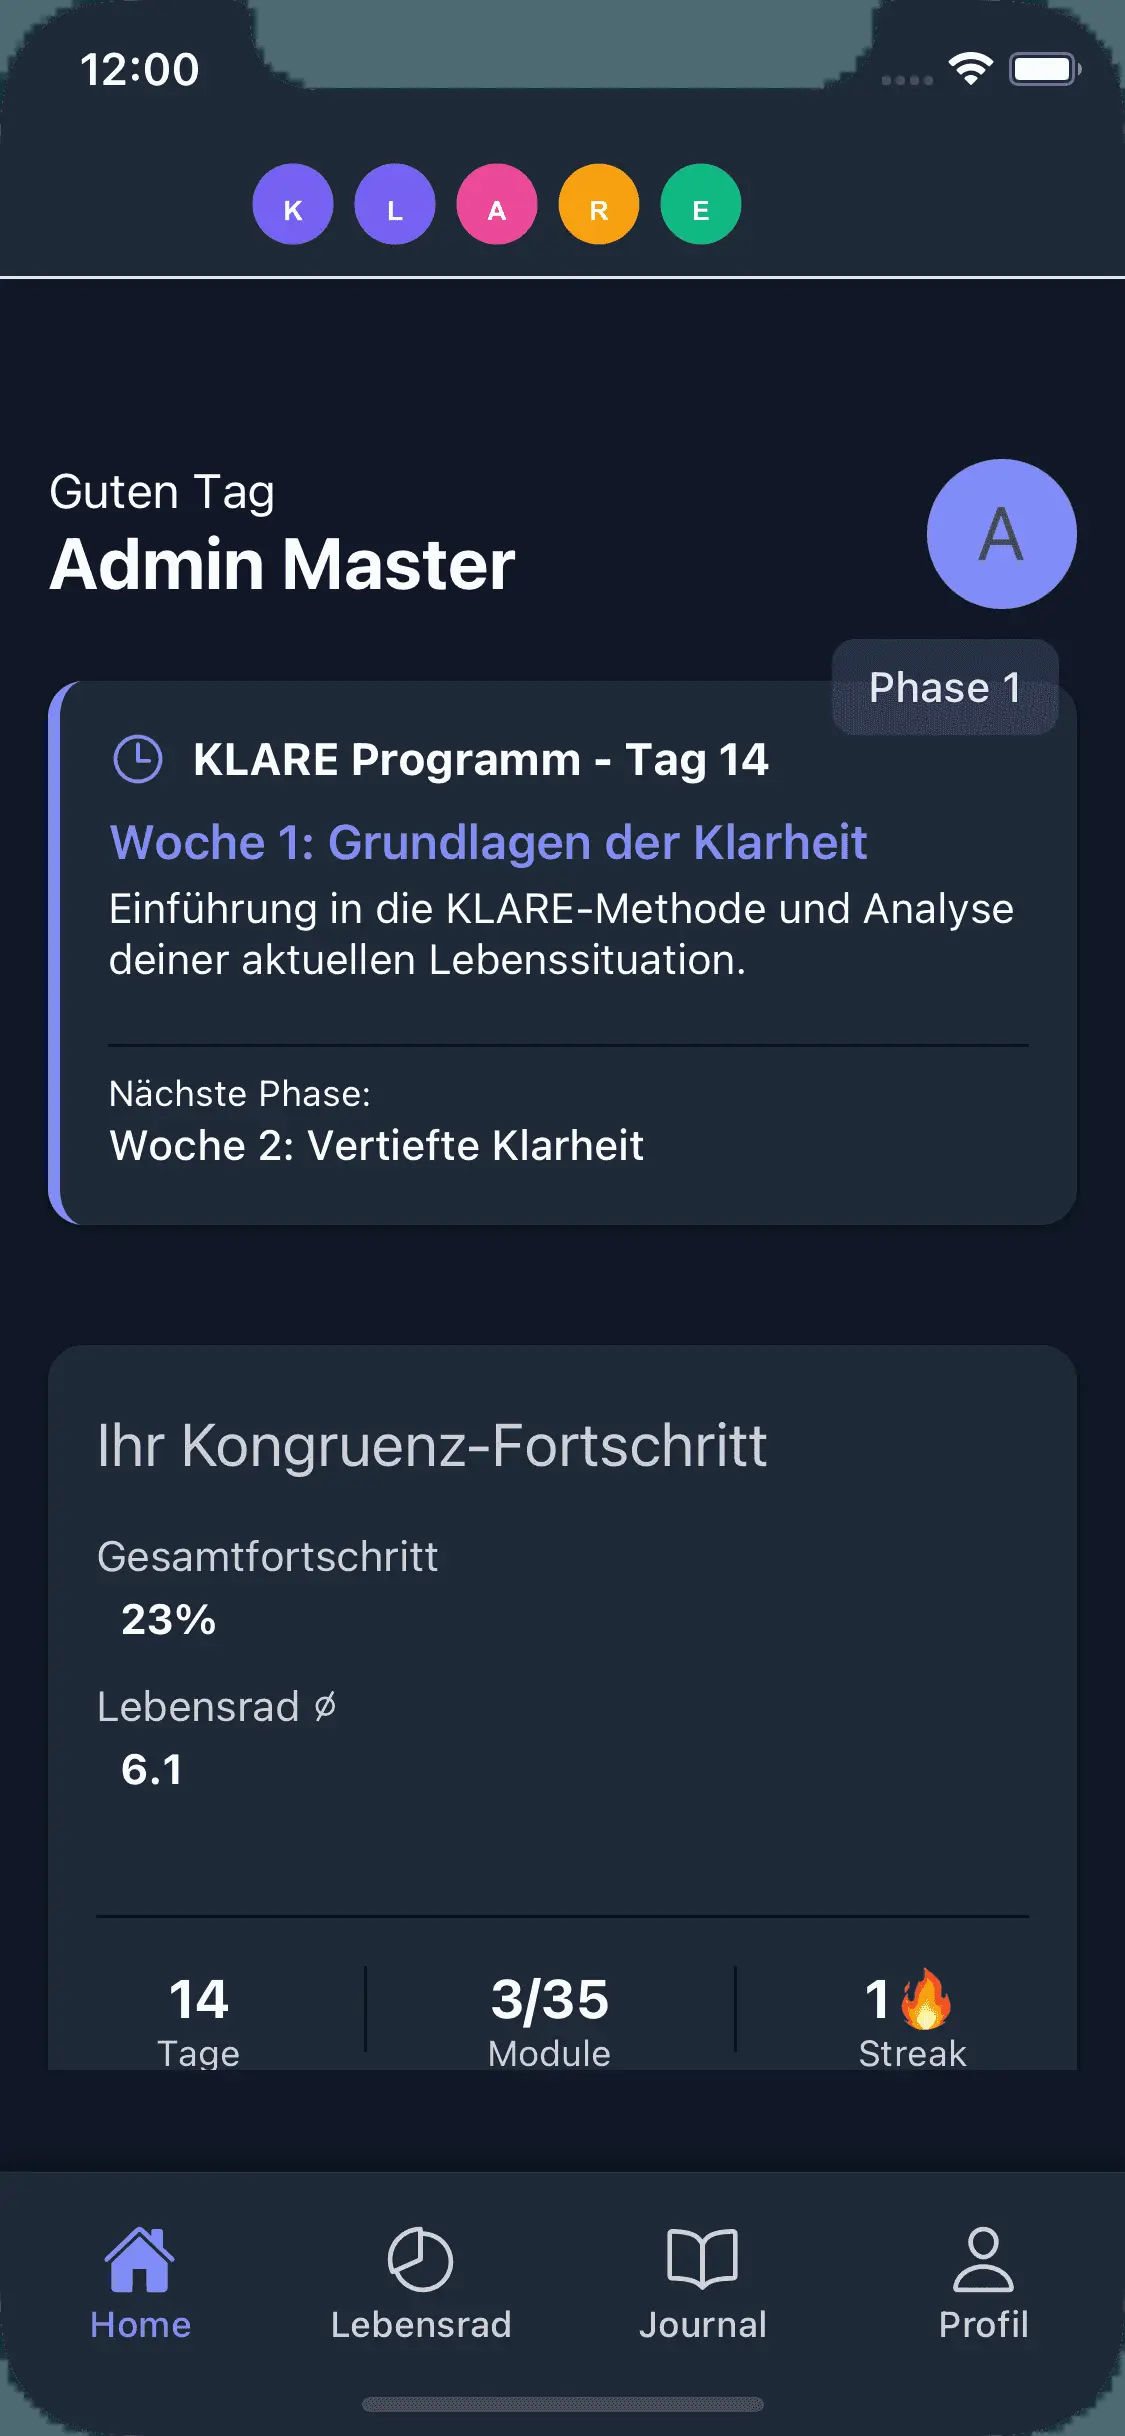 12:00
K L A R E
Guten Tag
Admin Master
A
Phase 1
KLARE Programm - Tag 14
Woche 1: Grundlagen der Klarheit
Einführung in die KLARE-Methode und Analyse
deiner aktuellen Lebenssituation.
Nächste Phase:
Woche 2: Vertiefte Klarheit
Ihr Kongruenz-Fortschritt
Gesamtfortschritt
23%
Lebensrad ⌀
6.1
14 3/35 1🔥
Tage Module Streak
Home Lebensrad Journal Profil